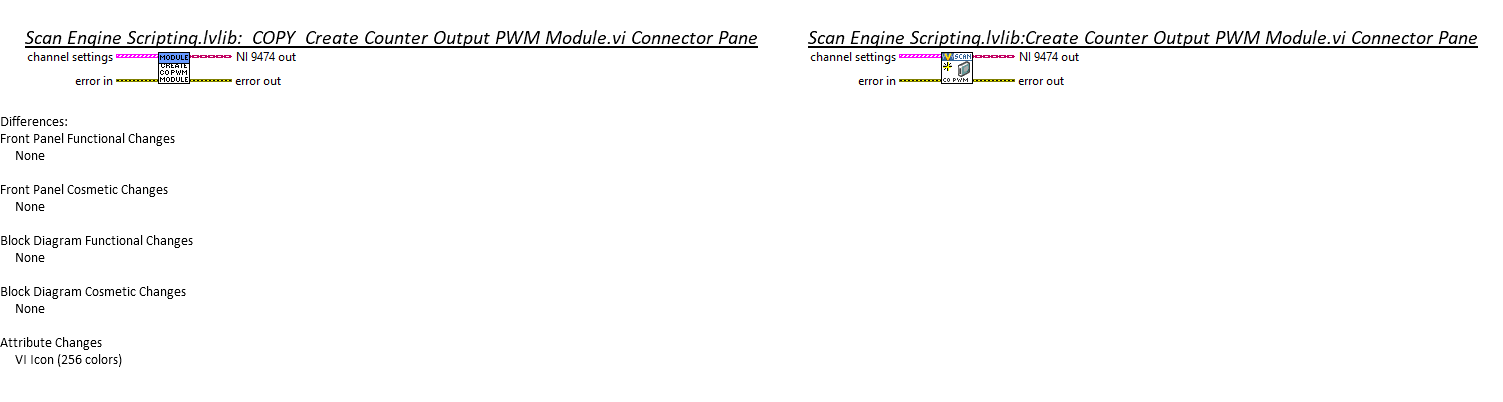 Scan Engine Scripting.lvlib:  COPY  Create Counter Output PWM Module.vi Connector Pane
channel settings
MODULE
CREATE
CO PWM
MODULE
NI 9474 out
error in
error out
Scan Engine Scripting.lvlib:Create Counter Output PWM Module.vi Connector Pane
channel settings
SCAN
CO PWM
NI 9474 out
error in
error out
Differences:
Front Panel Functional Changes
None
Front Panel Cosmetic Changes
None
Block Diagram Functional Changes
None
Block Diagram Cosmetic Changes
None
Attribute Changes
VI Icon (256 colors)